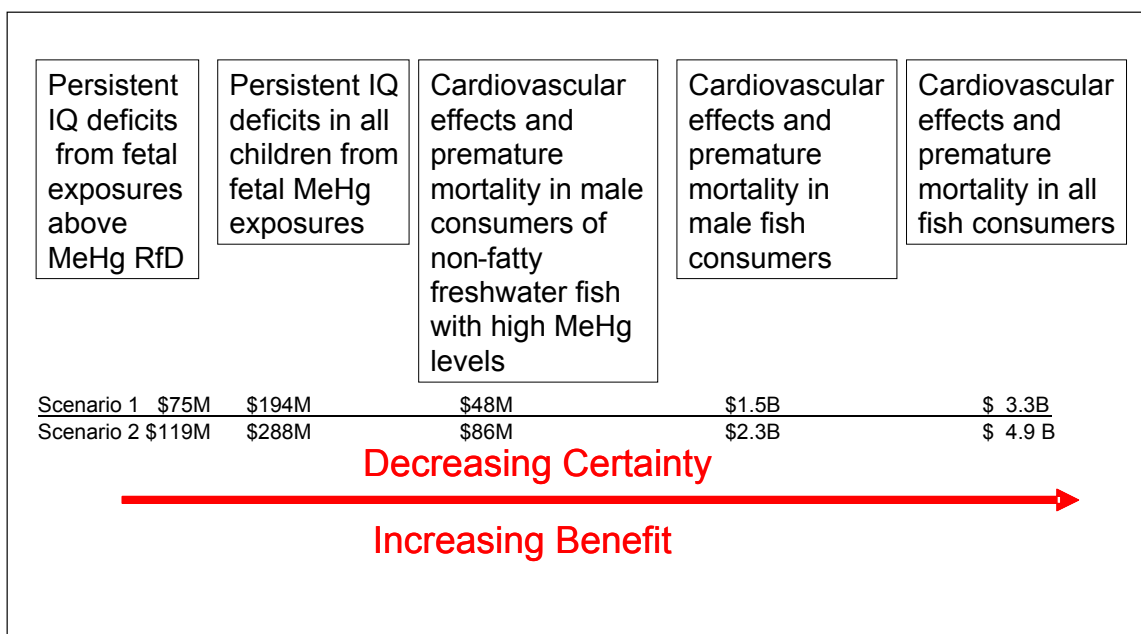 Persistent
IQ deficits
from fetal
exposures
above
MeHg RfD
Persistent IQ
deficits in all
children from
fetal MeHg
exposures
Cardiovascular
effects and
premature
mortality in male
consumers of
non-fatty
freshwater fish
with high MeHg
levels
Cardiovascular
effects and
premature
mortality in
male fish
consumers
Cardiovascular
effects and
premature
mortality in all
fish consumers
Scenario 1 $75M $194M $48M $1.5B $ 3.3B
Scenario 2 $119M $288M $86M $2.3B $ 4.9 B
Decreasing Certainty
Increasing Benefit